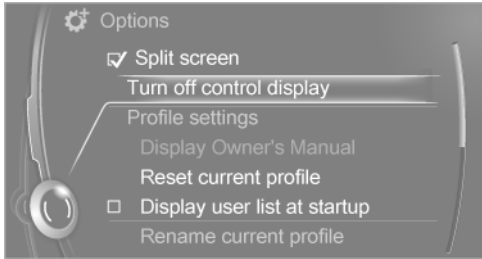 Options
Split screen
Turn off control display
Profile settings
Display Owner's Manual
Reset current profile
Display user list at startup
Rename current profile